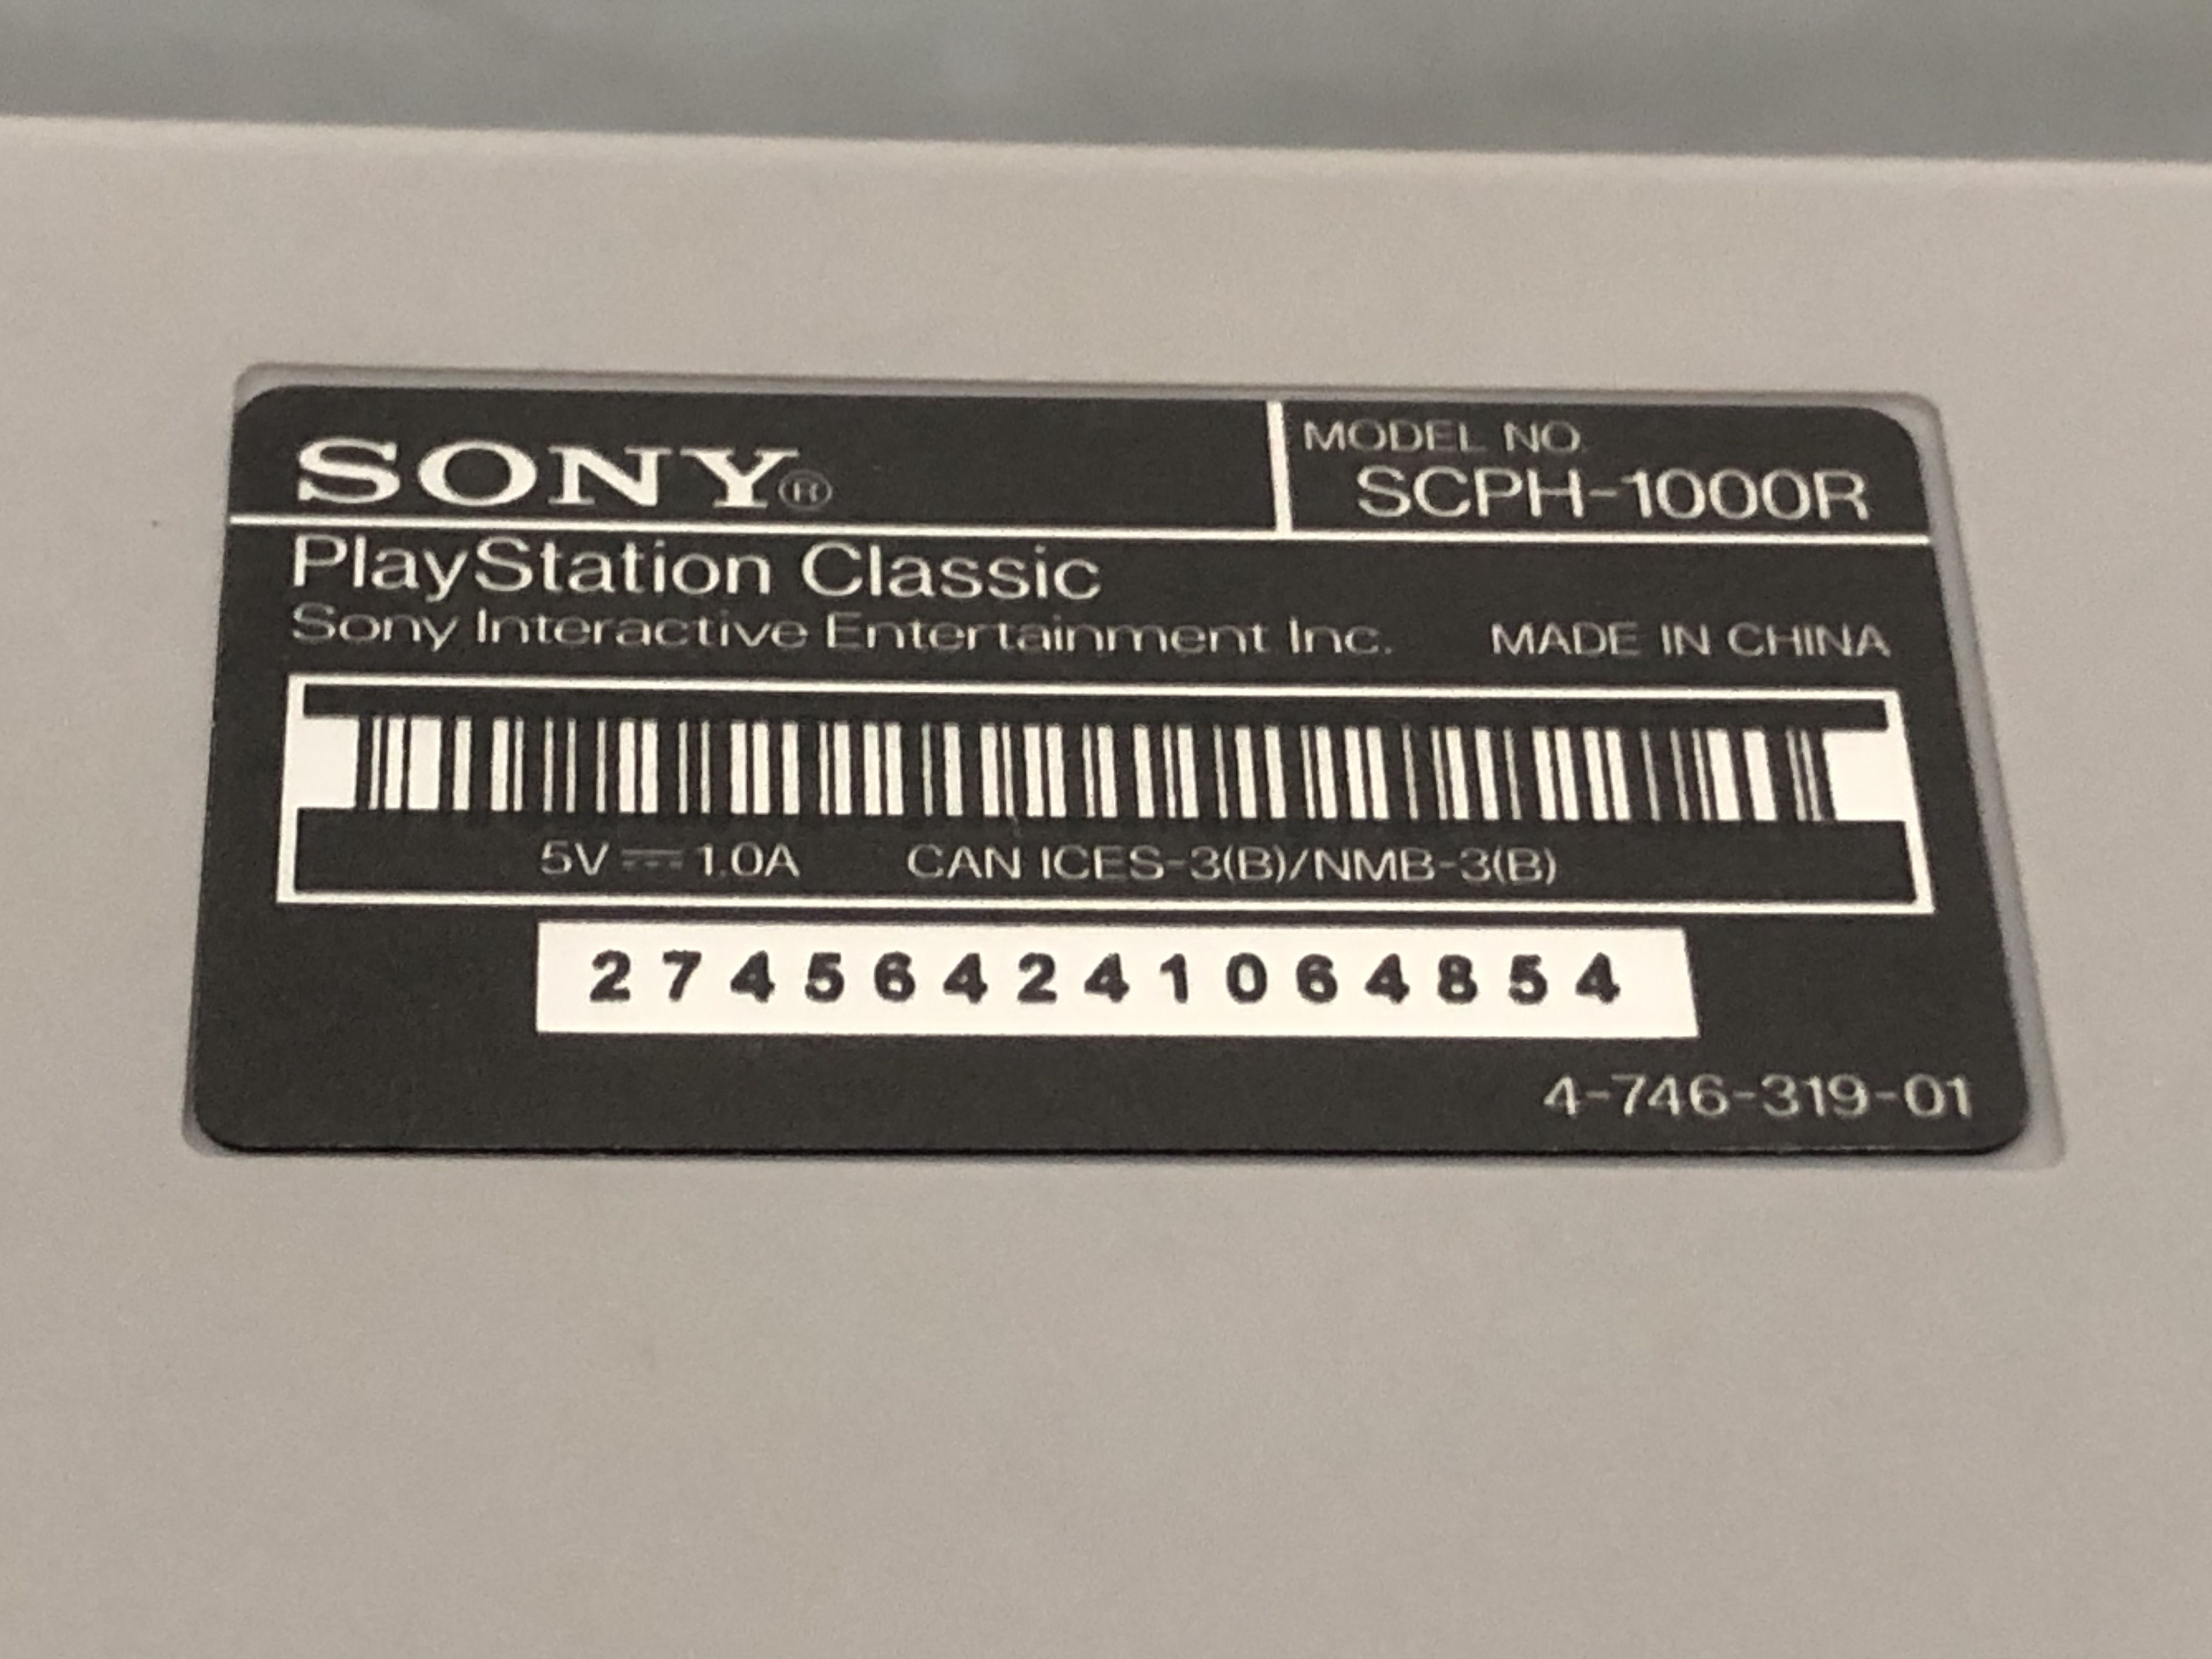 SONY®
MODEL NO.
SCPH-1000R
PlayStation Classic
Sony Interactive Entertainment Inc. MADE IN CHINA
5V ⎓ 1.0A CAN ICES-3(B)/NMB-3(B)
274564241064854
4-746-319-01